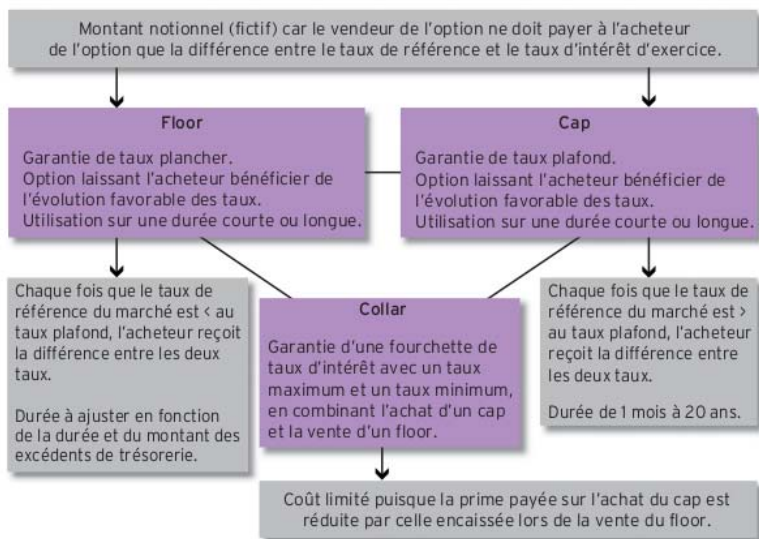 Montant notionnel (fictif) car le vendeur de l'option ne doit payer à l'acheteur
de l'option que la différence entre le taux de référence et le taux d'intérêt d'exercice.
Floor
Garantie de taux plancher.
Option laissant l'acheteur bénéficier de
l'évolution favorable des taux.
Utilisation sur une durée courte ou longue.
Cap
Garantie de taux plafond.
Option laissant l'acheteur bénéficier de
l'évolution favorable des taux.
Utilisation sur une durée courte ou longue.
Chaque fois que le taux de
référence du marché est < au
taux plafond, l'acheteur reçoit
la différence entre les deux
taux.
Durée à ajuster en fonction
de la durée et du montant des
excédents de trésorerie.
Collar
Garantie d'une fourchette de
taux d'intérêt avec un taux
maximum et un taux minimum,
en combinant l'achat d'un cap
et la vente d'un floor.
Chaque fois que le taux de
référence du marché est >
au taux plafond, l'acheteur
reçoit la différence entre
les deux taux.
Durée de 1 mois à 20 ans.
Coût limité puisque la prime payée sur l'achat du cap est
réduite par celle encaissée lors de la vente du floor.